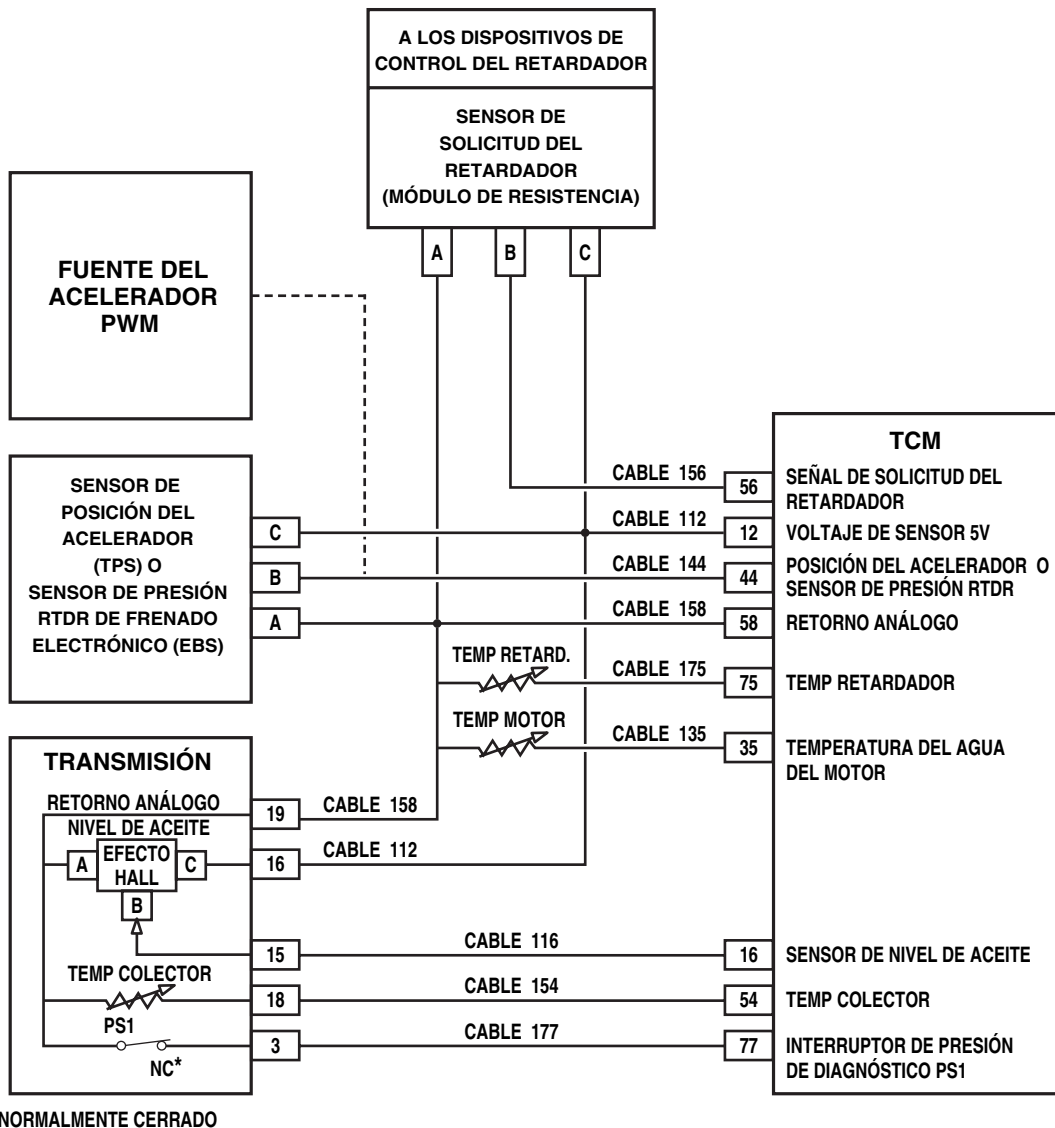 A LOS DISPOSITIVOS DE
CONTROL DEL RETARDADOR
SENSOR DE
SOLICITUD DEL
RETARDADOR
(MÓDULO DE RESISTENCIA)
A
B
C
FUENTE DEL
ACELERADOR
PWM
SENSOR DE
POSICIÓN DEL
ACELERADOR
(TPS) O
SENSOR DE PRESIÓN
RTDR DE FRENADO
ELECTRÓNICO (EBS)
C
B
A
TCM
CABLE 156
56
SEÑAL DE SOLICITUD DEL
RETARDADOR
CABLE 112
12
VOLTAJE DE SENSOR 5V
CABLE 144
44
POSICIÓN DEL ACELERADOR O
SENSOR DE PRESIÓN RTDR
CABLE 158
58
RETORNO ANÁLOGO
TEMP RETARD.
CABLE 175
75
TEMP RETARDADOR
TEMP MOTOR
CABLE 135
35
TEMPERATURA DEL AGUA
DEL MOTOR
TRANSMISIÓN
RETORNO ANÁLOGO
19
CABLE 158
NIVEL DE ACEITE
A
EFECTO
HALL
C
B
16
CABLE 112
15
CABLE 116
16
SENSOR DE NIVEL DE ACEITE
TEMP COLECTOR
18
CABLE 154
54
TEMP COLECTOR
PS1
NC*
3
CABLE 177
77
INTERRUPTOR DE PRESIÓN
DE DIAGNÓSTICO PS1
NORMALMENTE CERRADO